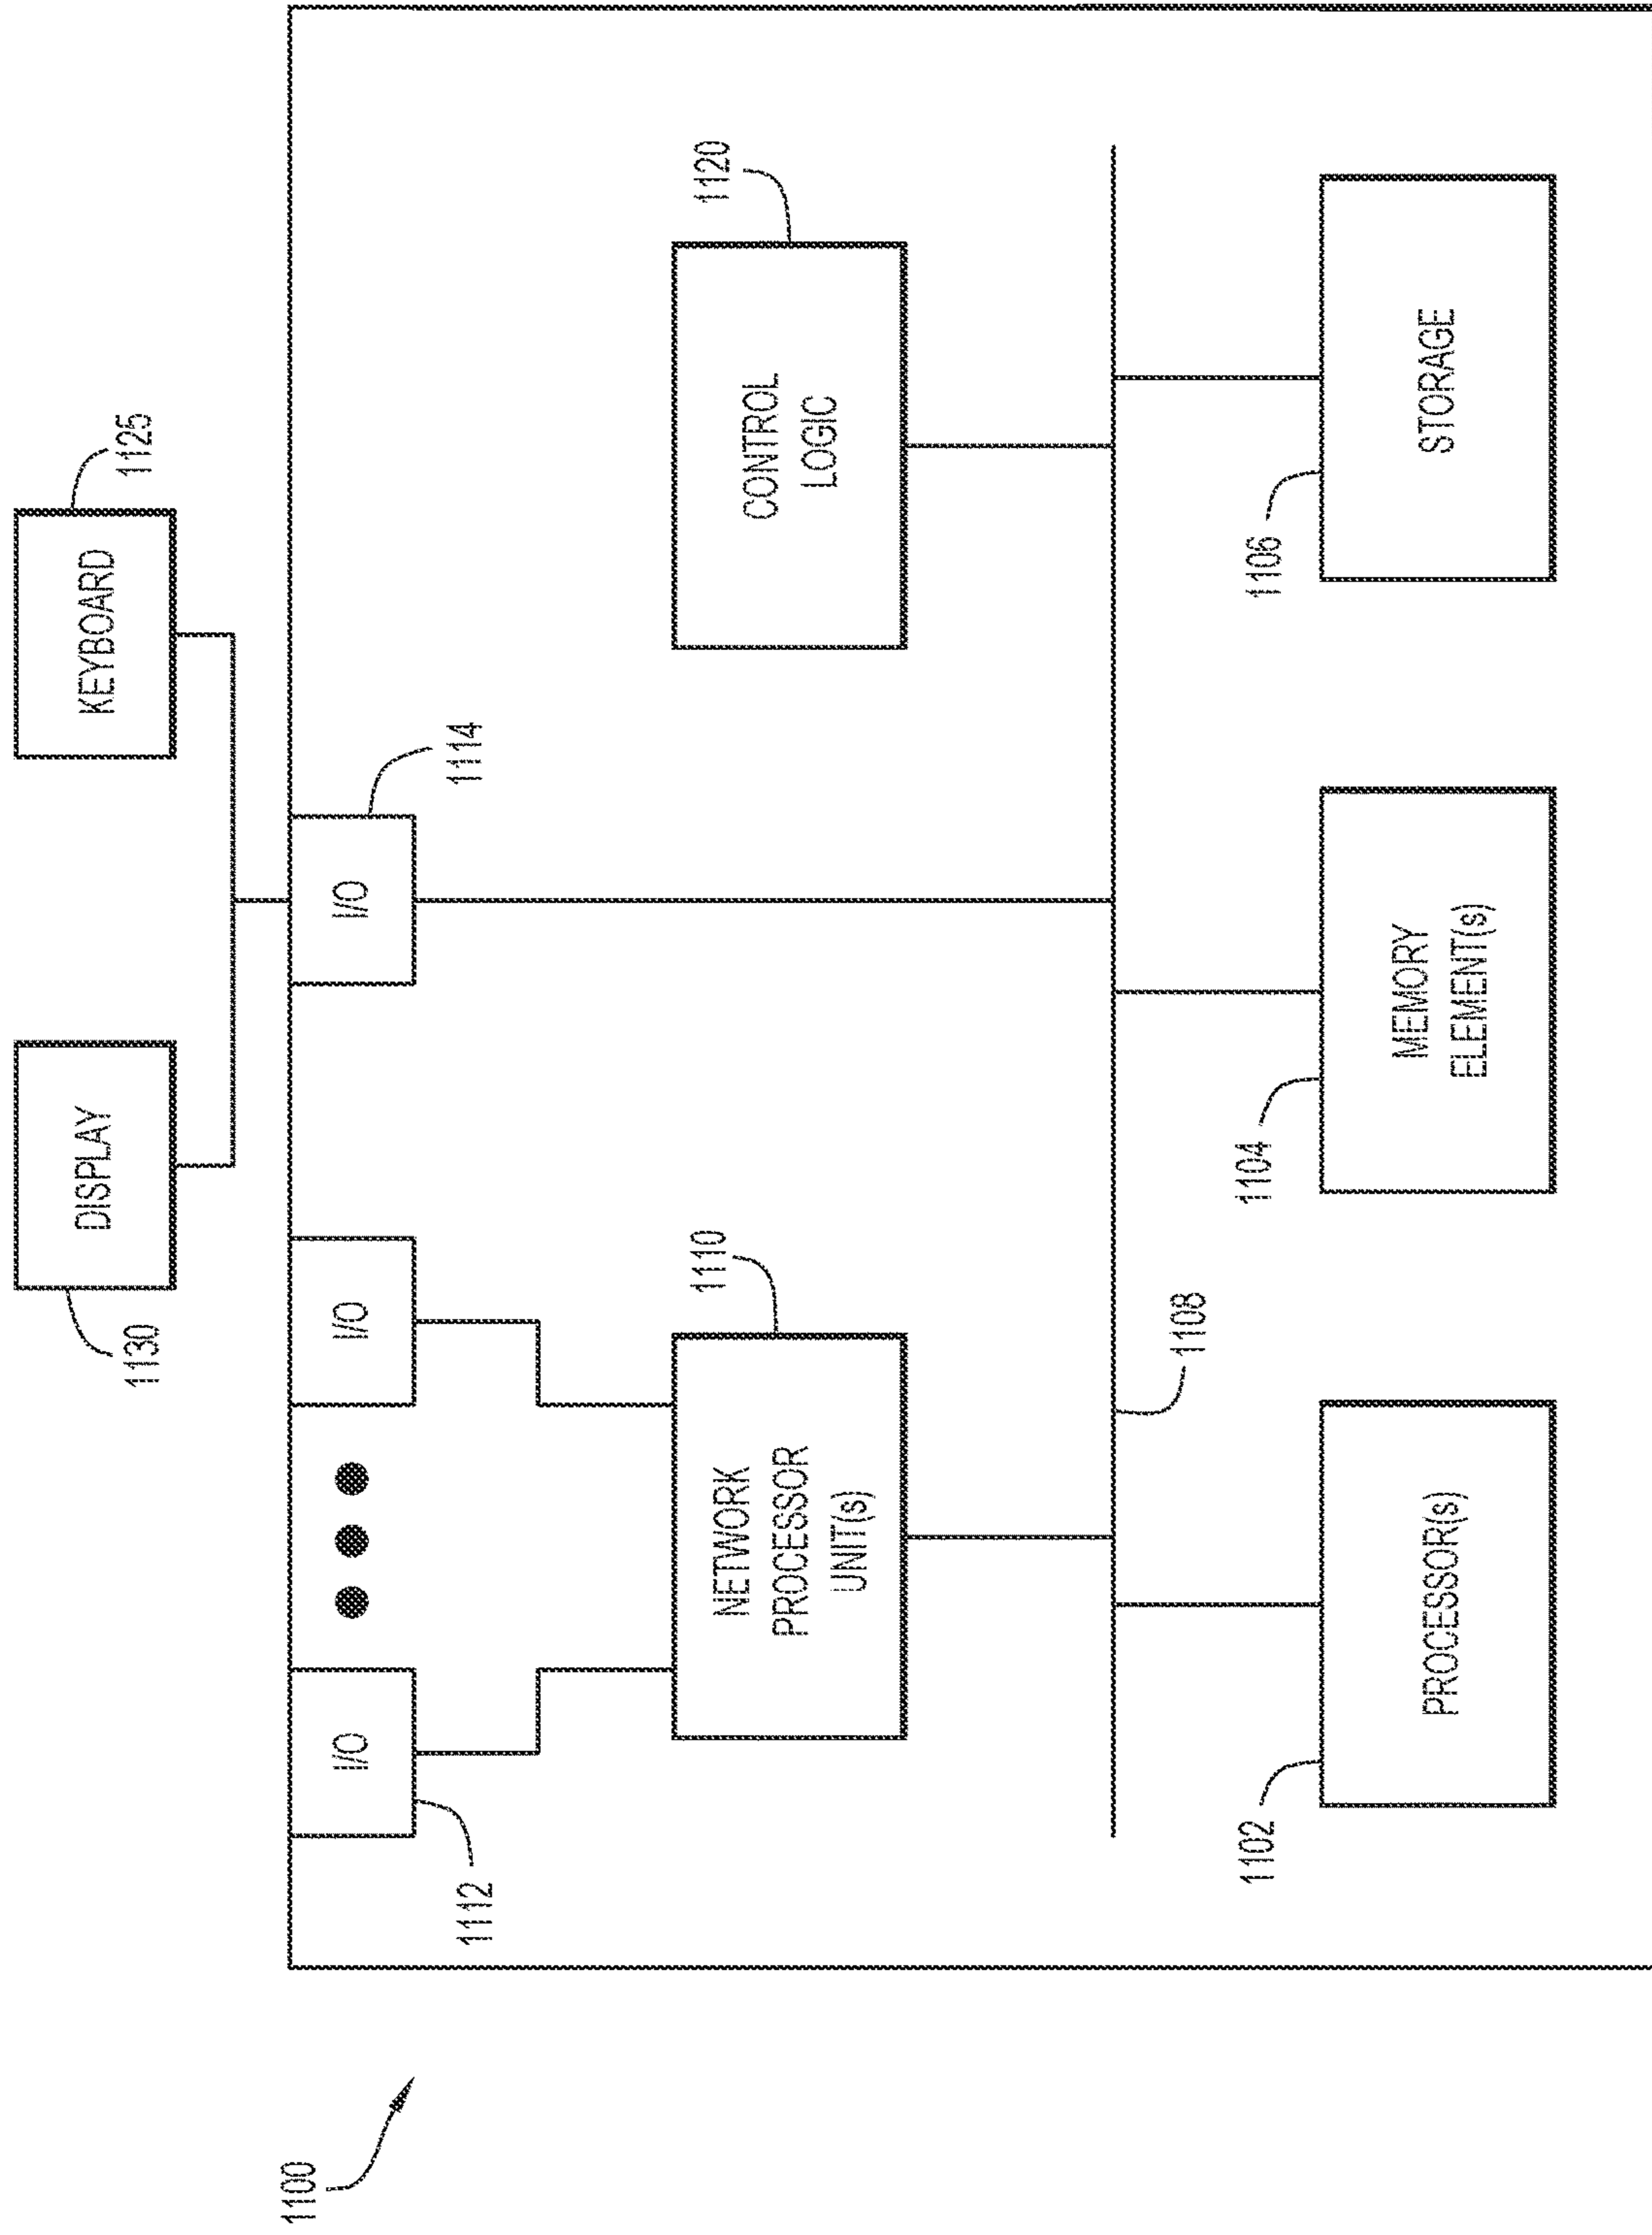 1100
1130
DISPLAY
KEYBOARD
1125
I/O
I/O
I/O
1112
1114
1110
NETWORK
PROCESSOR
UNIT(s)
1120
CONTROL
LOGIC
1108
1102
PROCESSOR(s)
1104
MEMORY
ELEMENT(s)
1106
STORAGE